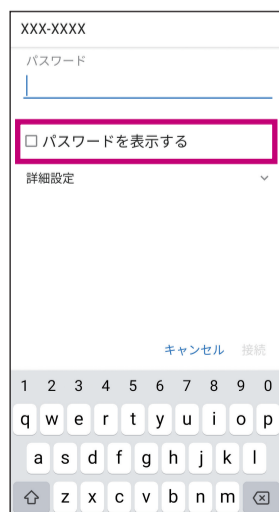 XXX-XXXX
パスワード
パスワードを表示する
詳細設定
キャンセル 接続
1 2 3 4 5 6 7 8 9 0
q w e r t y u i o p
a s d f g h j k l
z x c v b n m